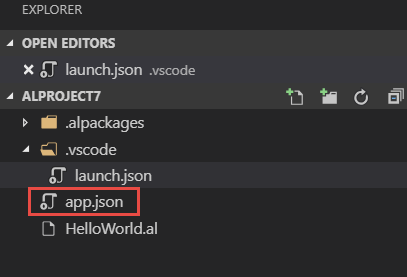 EXPLORER
OPEN EDITORS
launch.json .vscode
ALPROJECT7
.alpackages
.vscode
launch.json
app.json
HelloWorld.al